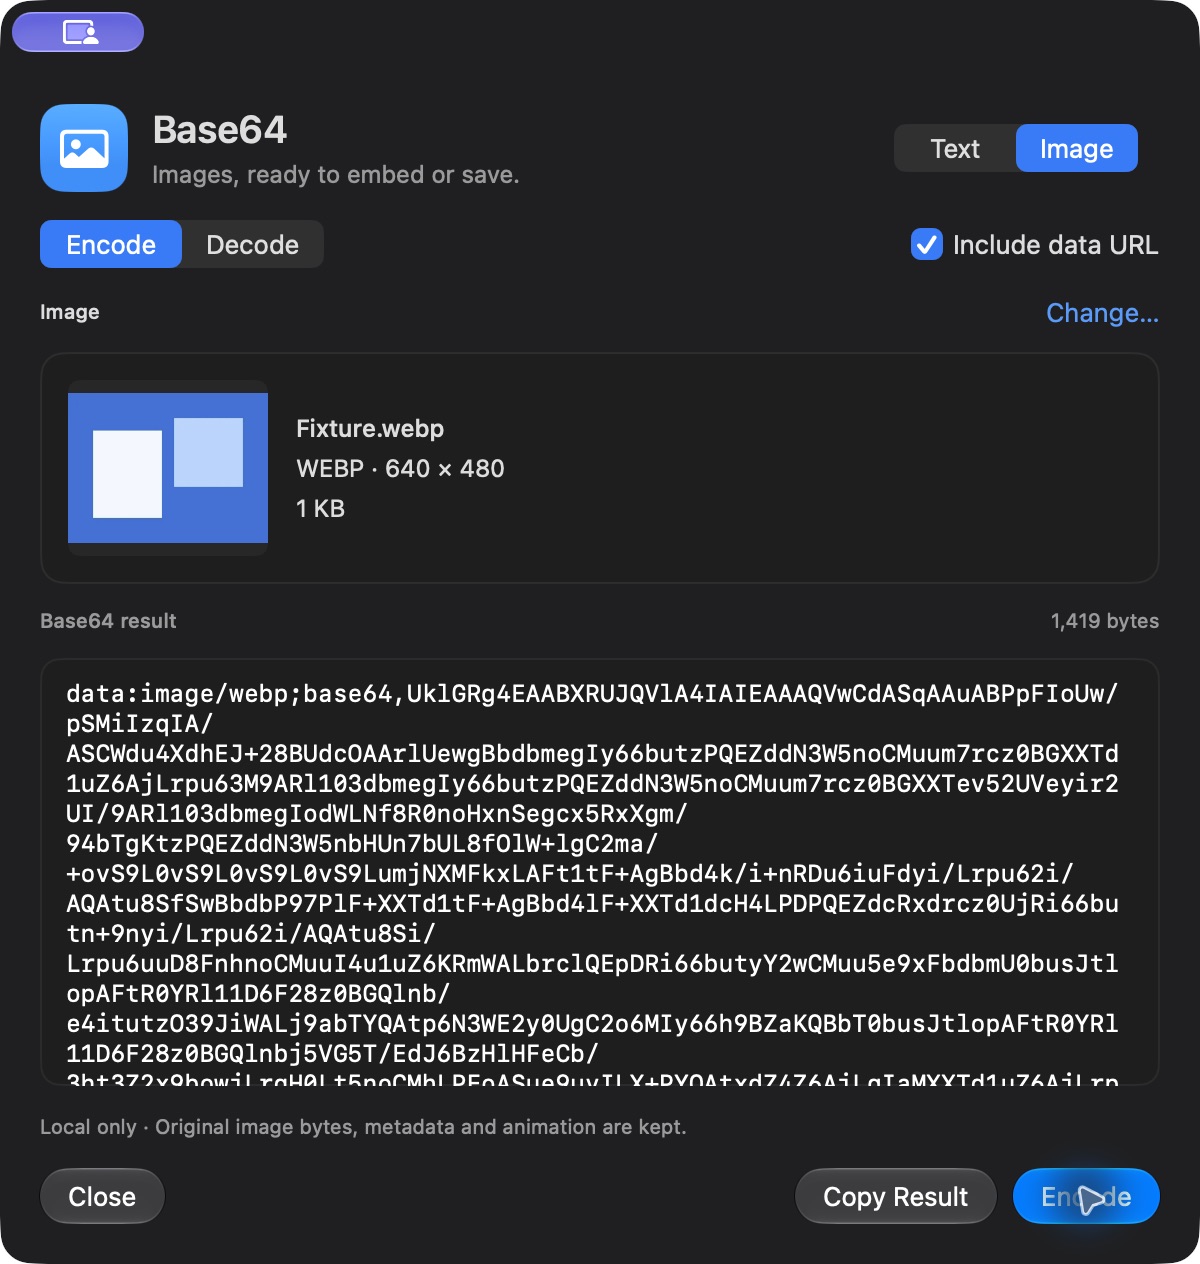 Base64
Images, ready to embed or save.
Text
Image
Encode
Decode
Include data URL
Image
Change...
Fixture.webp
WEBP · 640 × 480
1 KB
Base64 result
1,419 bytes
data:image/webp;base64,UklGRg4EAABXRUJQVlA4IAIEAAAQVwCdASqAAuABPpFIoUw/
pSMiIzqIA/
ASCWdu4XdhEJ+28BUdcOAArlUewgBbdbmegIy66butzPQEZddN3W5noCMuum7rcz0BGXXTd
1uZ6AjLrpu63M9ARl103dbmegIy66butzPQEZddN3W5noCMuum7rcz0BGXXTev52UVeyir2
UI/9ARl103dbmegIodWLNf8R0noHxnSegcx5RxXgm/
94bTgKtzPQEZddN3W5nbHUn7bUL8fOlW+lgC2ma/
+ovS9L0vS9L0vS9L0vS9LumjNXMFkxLAFt1tF+AgBbd4k/i+nRDu6iuFdyi/Lrpu62i/
AQAtu8SfSwBbdbP97PlF+XXTd1tF+AgBbd4lF+XXTd1dcH4LPDPQEZdcRxdrcz0UjRi66bu
tn+9nyi/Lrpu62i/AQAtu8Si/
Lrpu6uuD8FnhnoCMuuI4u1uZ6KRmWALbrclQEpDRi66butyY2wCMuu5e9xFbdbmU0busJtl
opAFtR0YRl11D6F28z0BGQlnb/
e4itutzO39JiWALj9abTYQAtp6N3WE2y0UgC2o6MIy66h9BZaKQBbT0busJtlopAFtR0YRl
11D6F28z0BGQlnbj5VG5T/EdJ6BzHlHFeCb/
Local only · Original image bytes, metadata and animation are kept.
Close
Copy Result
Encode